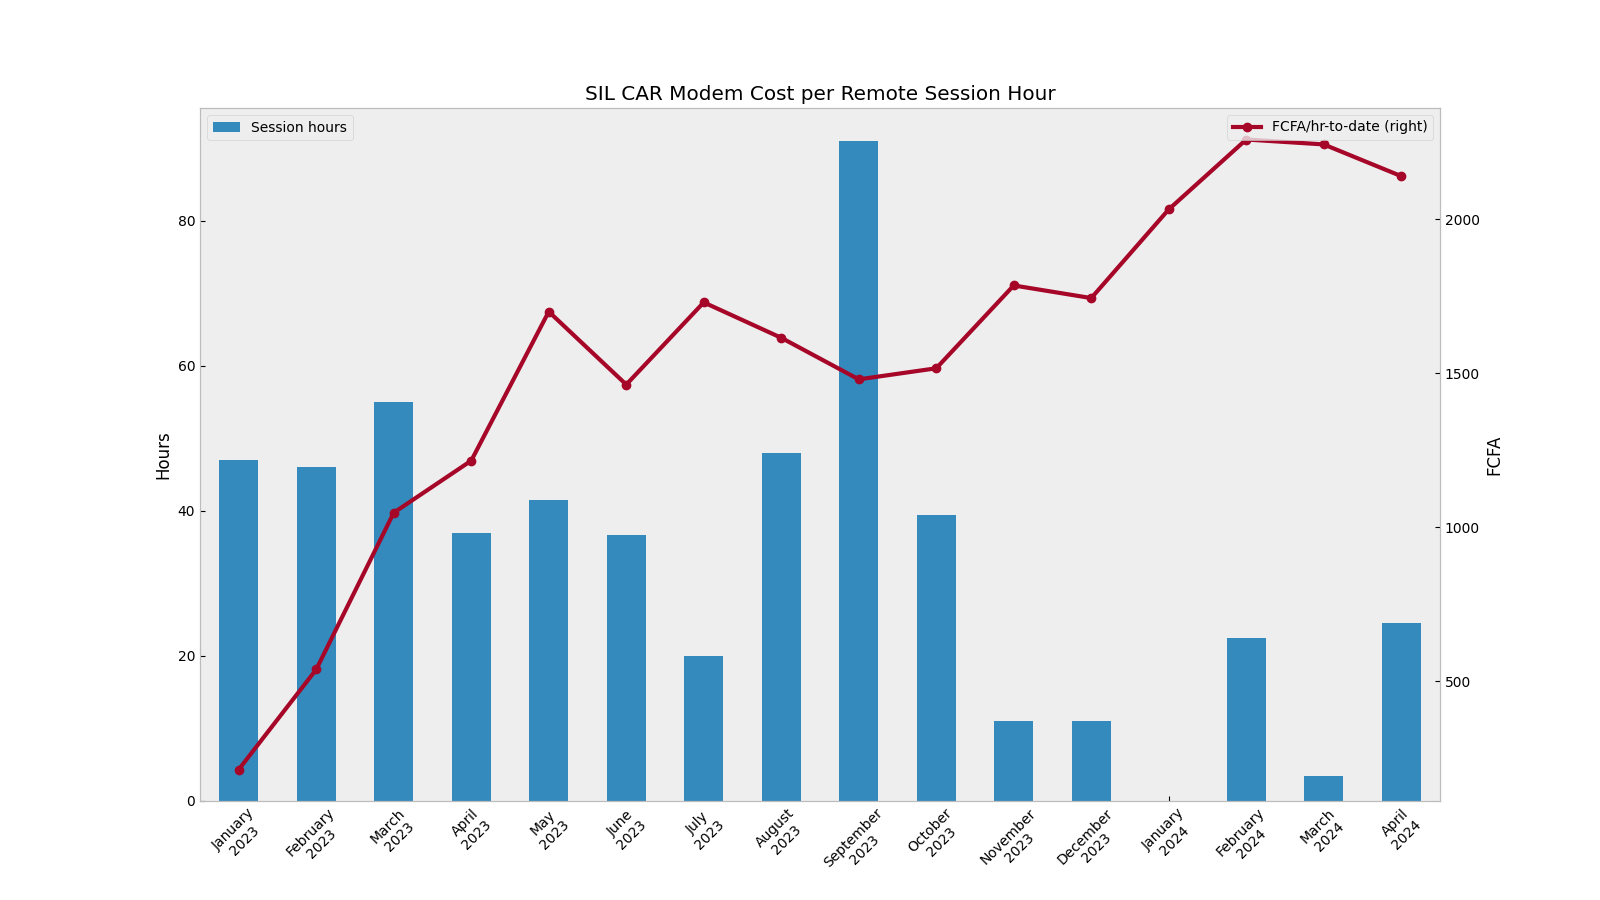 SIL CAR Modem Cost per Remote Session Hour
Session hours
FCFA/hr-to-date (right)
80
60
40
20
0
Hours
2000
1500
1000
500
FCFA
January
2023
February
2023
March
2023
April
2023
May
2023
June
2023
July
2023
August
2023
September
2023
October
2023
November
2023
December
2023
January
2024
February
2024
March
2024
April
2024